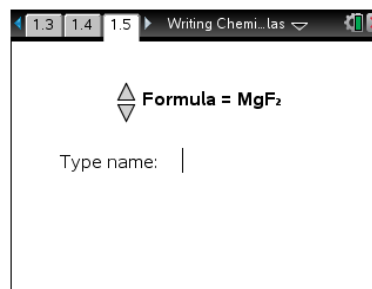 1.3 1.4 1.5 Writing Chemi...las
Formula = MgF₂
Type name: